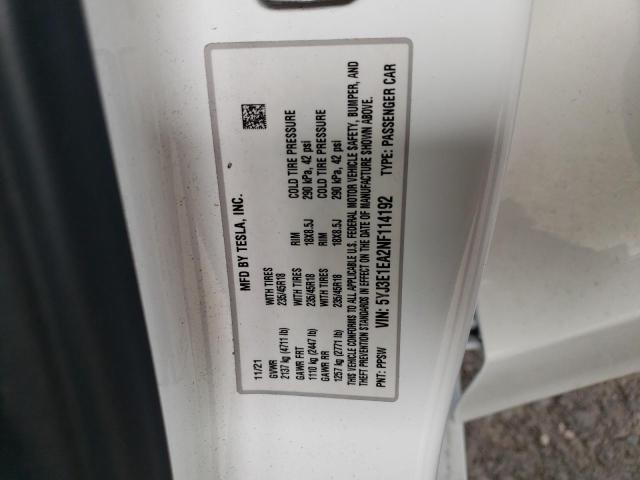 MFD BY TESLA, INC.
11/21
GVWR WITH TIRES RIM COLD TIRE PRESSURE
2137 kg (4711 lb) 235/45R18 18X8.5J 290 kPa, 42 psi
GAWR FRT WITH TIRES RIM COLD TIRE PRESSURE
1110 kg (2447 lb) 235/45R18 18X8.5J 290 kPa, 42 psi
GAWR RR WITH TIRES
1257 kg (2771 lb) 235/45R18
THIS VEHICLE CONFORMS TO ALL APPLICABLE U.S. FEDERAL MOTOR VEHICLE SAFETY, BUMPER, AND
THEFT PREVENTION STANDARDS IN EFFECT ON THE DATE OF MANUFACTURE SHOWN ABOVE.
VIN: 5YJ3E1EA2NF114192
PNT: PPSW TYPE: PASSENGER CAR